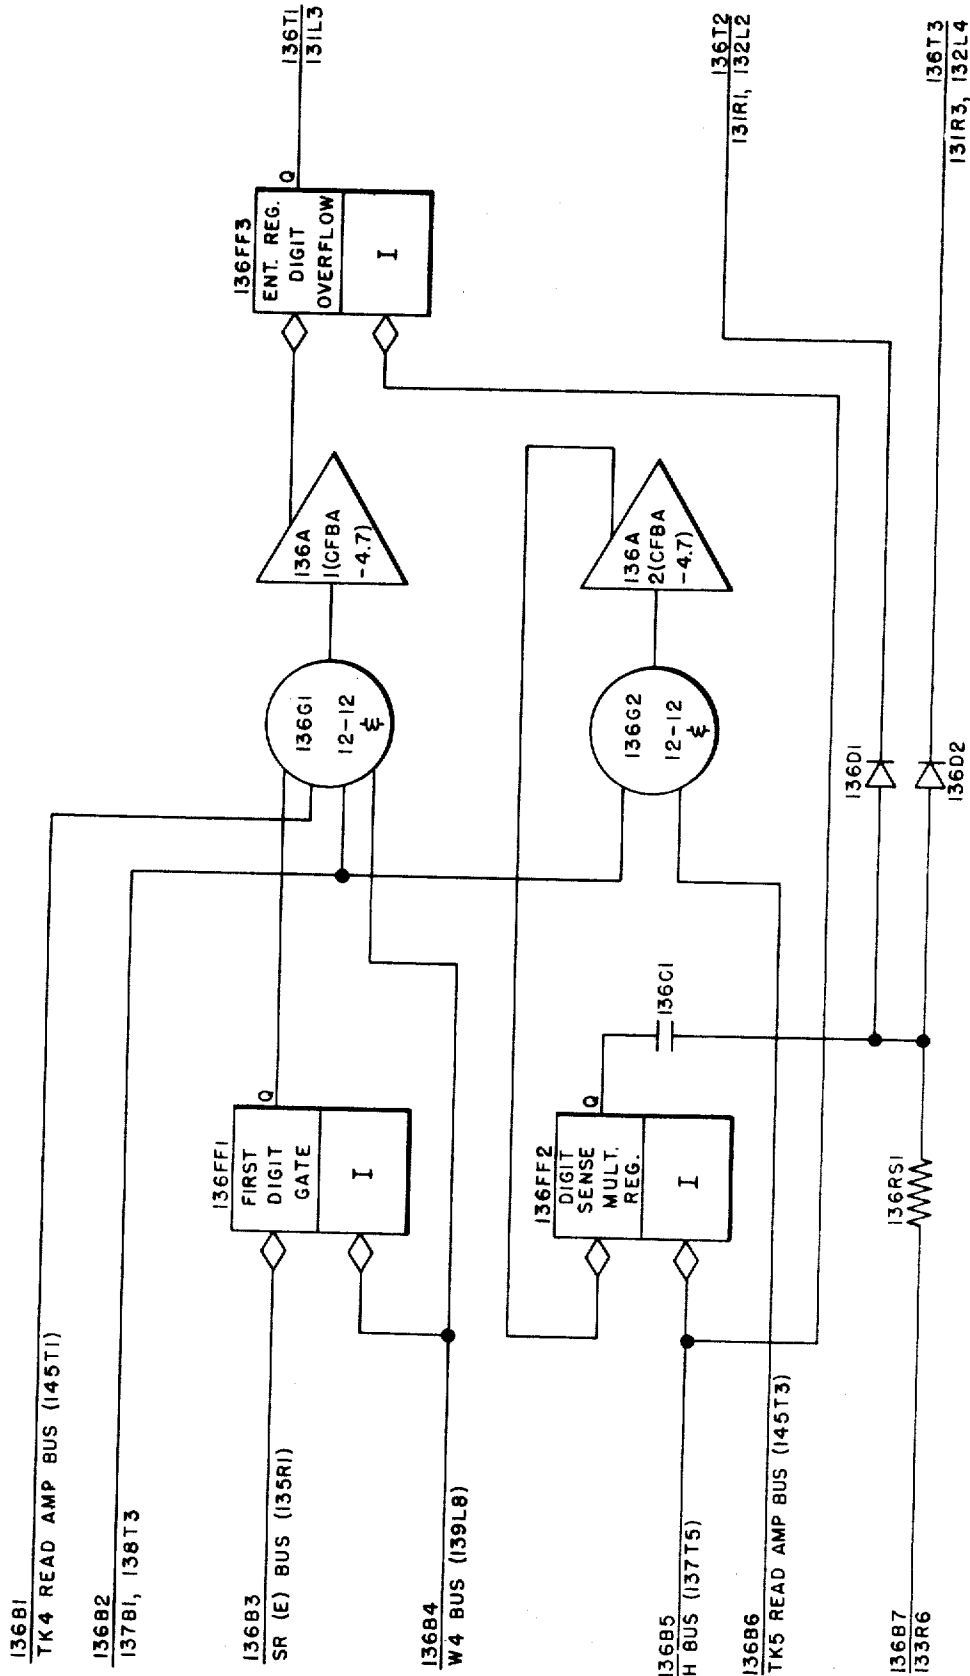 136T1
131L3
136T2
131R1, 132L2
136T3
131R3, 132L4
136FF3
ENT. REG.
DIGIT
OVERFLOW
Q
I
136A
1(CFBA
-4.7)
136A
2(CFBA
-4.7)
136G1
12-12
&
136G2
12-12
&
136D1
136D2
136C1
136FF1
FIRST
DIGIT
GATE
Q
I
136FF2
DIGIT
SENSE
MULT.
REG.
Q
I
136RS1
136B1
TK4 READ AMP BUS (145T1)
136B2
137B1, 138T3
136B3
SR (E) BUS (135R1)
136B4
W4 BUS (139L8)
136B5
H BUS (137T5)
136B6
TK5 READ AMP BUS (145T3)
136B7
133R6